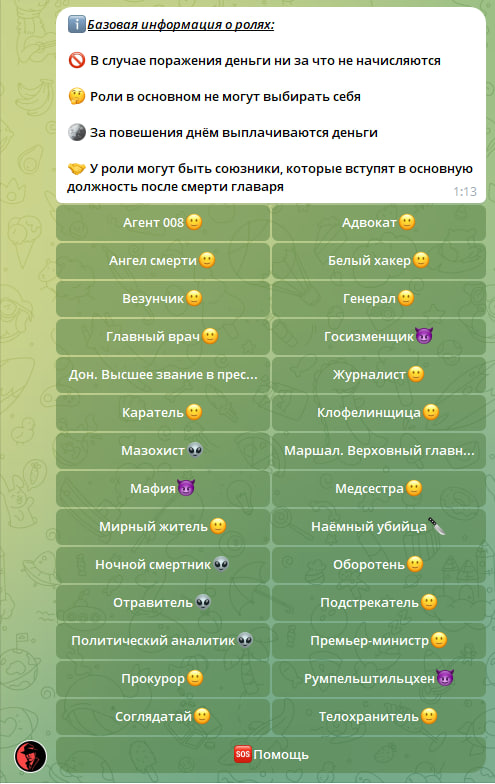 ℹ️Базовая информация о ролях:
🚫 В случае поражения деньги ни за что не начисляются
🤔 Роли в основном не могут выбирать себя
🌚 За повешения днём выплачиваются деньги
🤝 У роли могут быть союзники, которые вступят в основную
должность после смерти главаря
1:13
Агент 008🙂
Адвокат🙂
Ангел смерти🙂
Белый хакер🙂
Везунчик🙂
Генерал🙂
Главный врач🙂
Госизменщик😈
Дон. Высшее звание в прес...
Журналист🙂
Каратель🙂
Клофелинщица🙂
Мазохист👽
Маршал. Верховный главн...
Мафия😈
Медсестра🙂
Мирный житель🙂
Наёмный убийца🔪
Ночной смертник👽
Оборотень🙂
Отравитель👽
Подстрекатель🙂
Политический аналитик👽
Премьер-министр🙂
Прокурор🙂
Румпельштильцхен😈
Соглядатай🙂
Телохранитель🙂
🆘Помощь